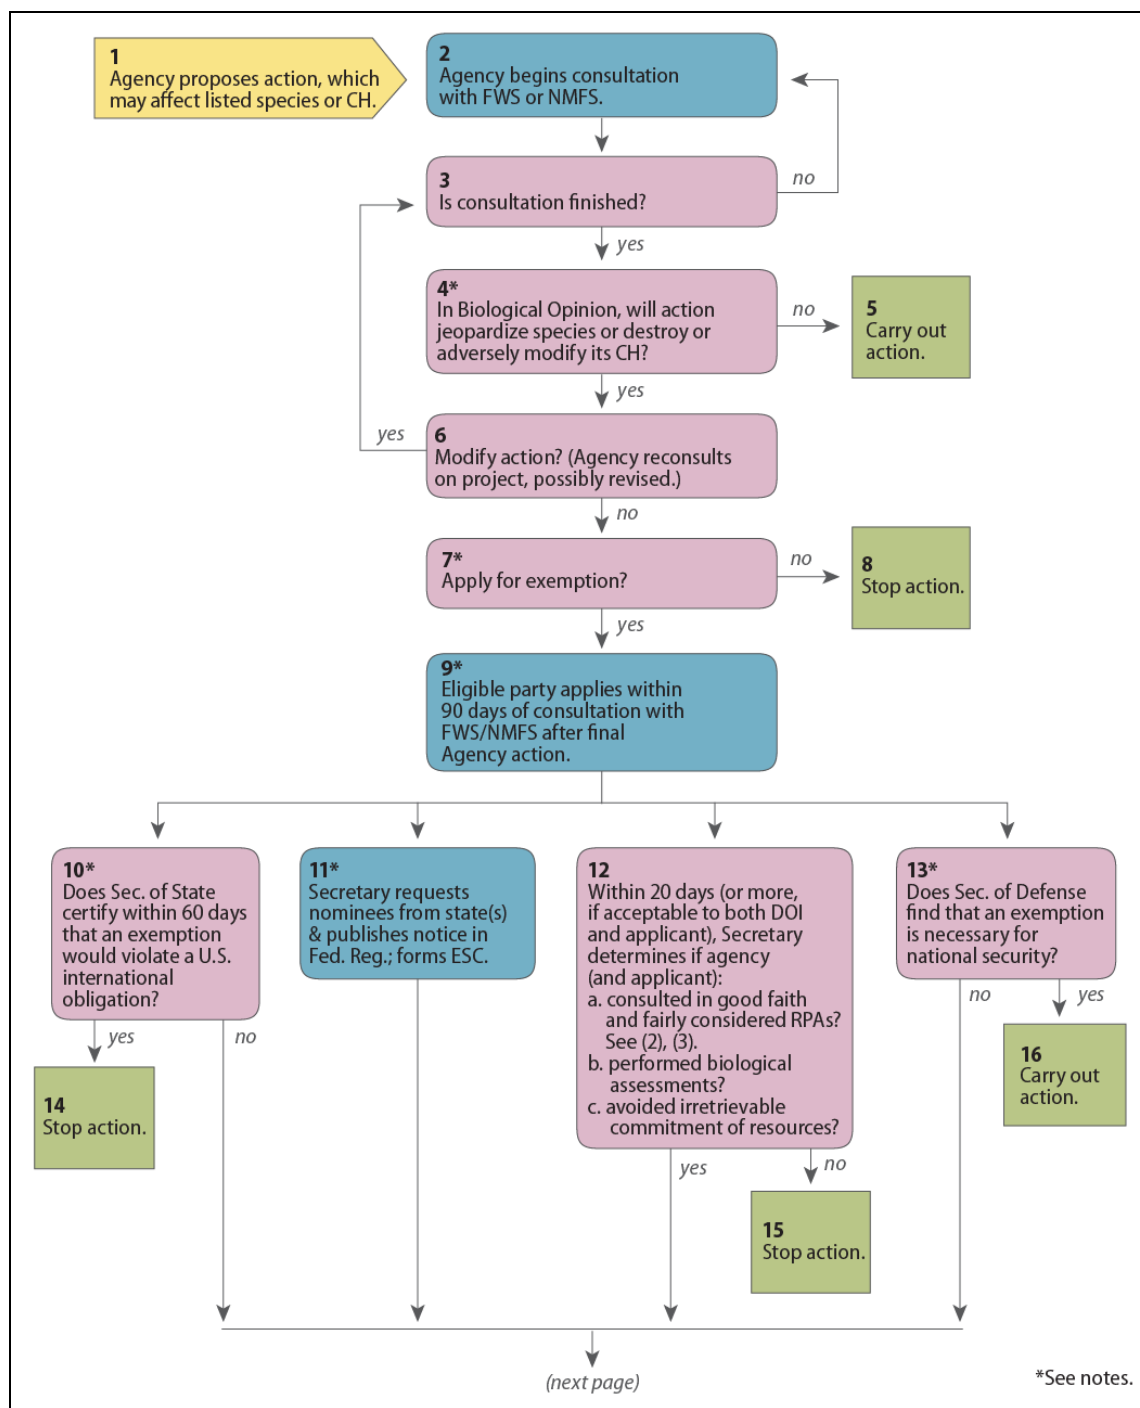 1
Agency proposes action, which
may affect listed species or CH.
2
Agency begins consultation
with FWS or NMFS.
3
Is consultation finished?
no
yes
4*
In Biological Opinion, will action
jeopardize species or destroy or
adversely modify its CH?
no
5
Carry out
action.
yes
yes
6
Modify action? (Agency reconsults
on project, possibly revised.)
no
7*
Apply for exemption?
no
8
Stop action.
yes
9*
Eligible party applies within
90 days of consultation with
FWS/NMFS after final
Agency action.
10*
Does Sec. of State
certify within 60 days
that an exemption
would violate a U.S.
international
obligation?
yes
no
14
Stop action.
11*
Secretary requests
nominees from state(s)
& publishes notice in
Fed. Reg.; forms ESC.
12
Within 20 days (or more,
if acceptable to both DOI
and applicant), Secretary
determines if agency
(and applicant):
a. consulted in good faith
and fairly considered RPAs?
See (2), (3).
b. performed biological
assessments?
c. avoided irretrievable
commitment of resources?
yes
no
15
Stop action.
13*
Does Sec. of Defense
find that an exemption
is necessary for
national security?
no
yes
16
Carry out
action.
(next page)
*See notes.